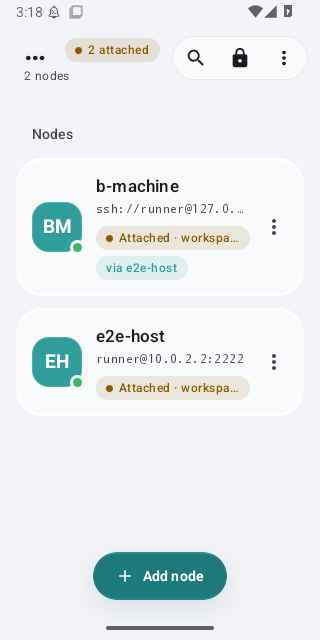 3:18
•••
2 attached
2 nodes
Nodes
BM
b-machine
ssh://runner@127.0.…
Attached · workspa…
via e2e-host
EH
e2e-host
runner@10.0.2.2:2222
Attached · workspa…
+ Add node